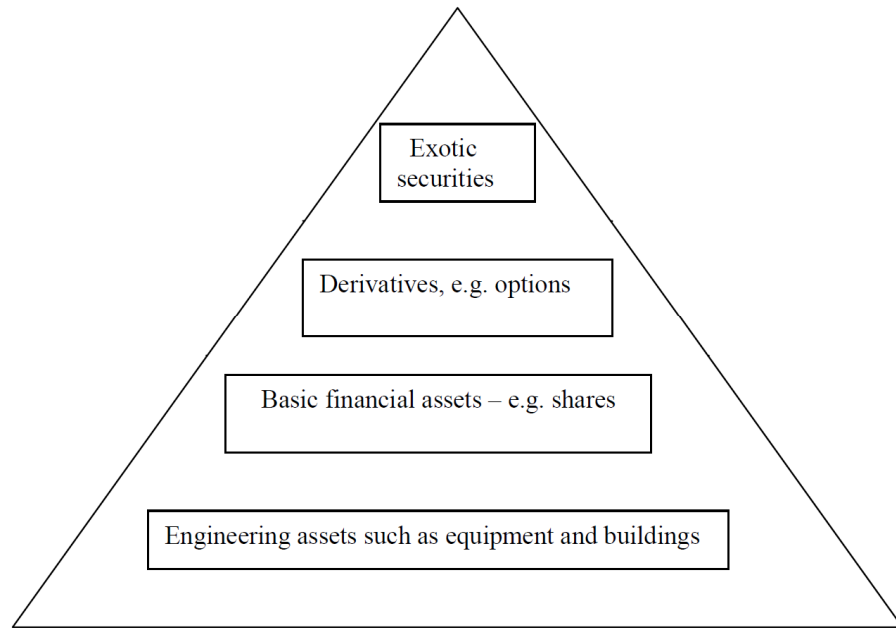 Exotic
securities
Derivatives, e.g. options
Basic financial assets – e.g. shares
Engineering assets such as equipment and buildings